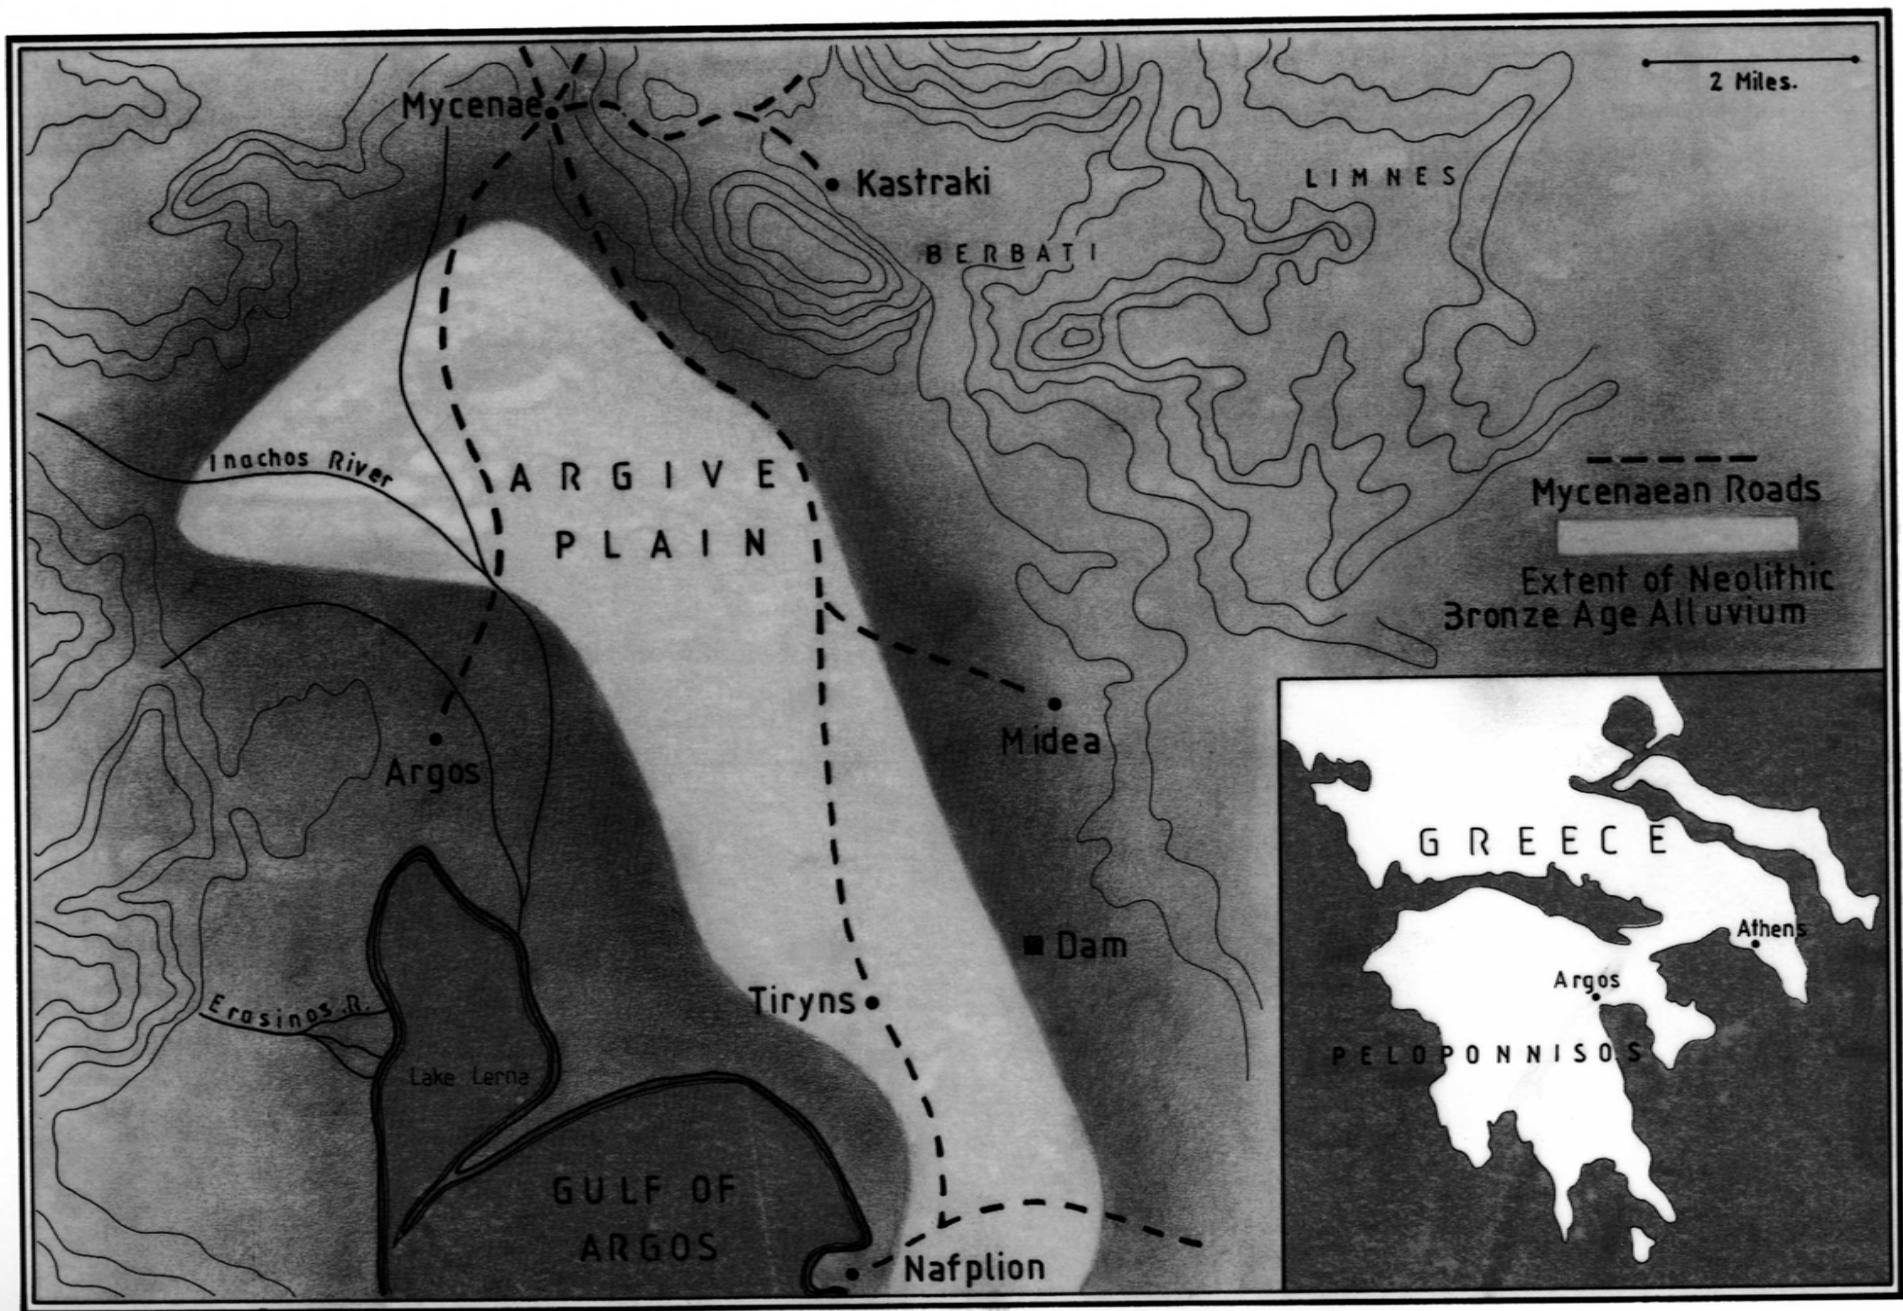 2 Miles.
Mycenae
Kastraki
LIMNES
BERBATI
Inachos River
ARGIVE
PLAIN
Mycenaean Roads
Extent of Neolithic
Bronze Age Alluvium
Midea
Argos
Dam
Tiryns
Erasinos .R.
Lake Lerna
GULF OF
ARGOS
Nafplion
GREECE
Athens
Argos
PELOPONNISOS